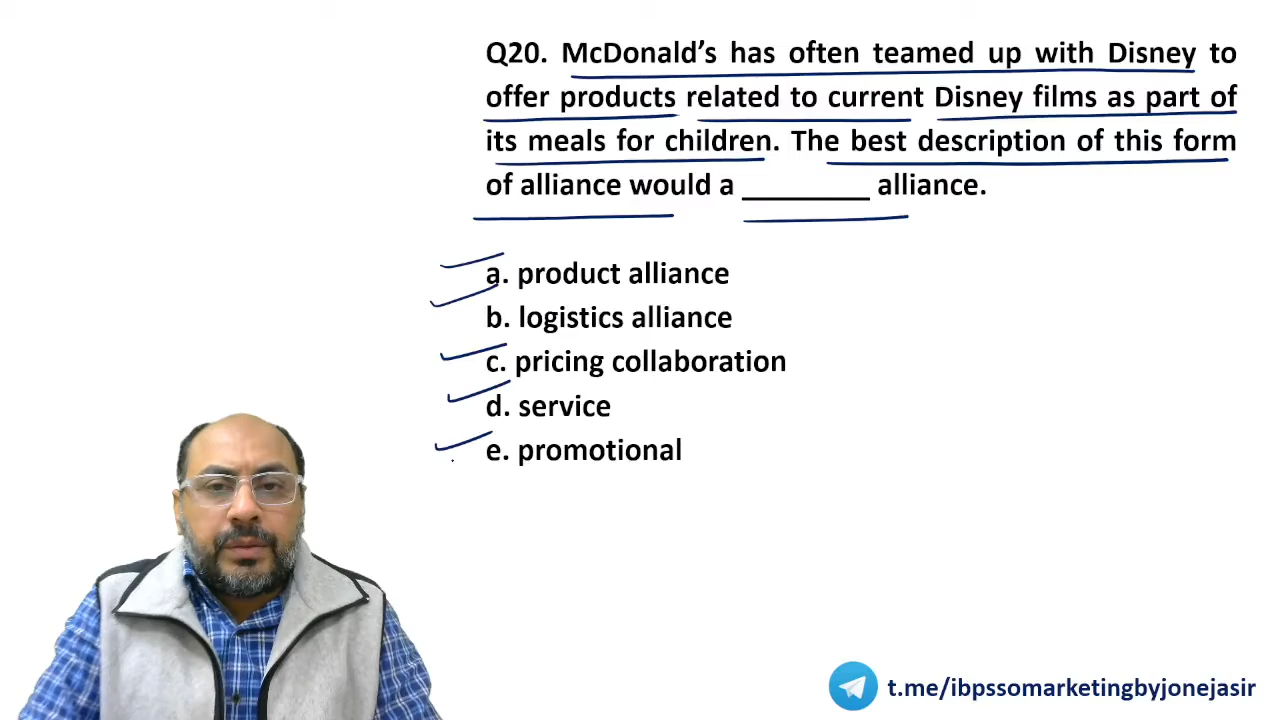 Q20. McDonald’s has often teamed up with Disney to
offer products related to current Disney films as part of
its meals for children. The best description of this form
of alliance would a ________ alliance.
a. product alliance
b. logistics alliance
c. pricing collaboration
d. service
e. promotional
t.me/ibpssomarketingbyjonejasir